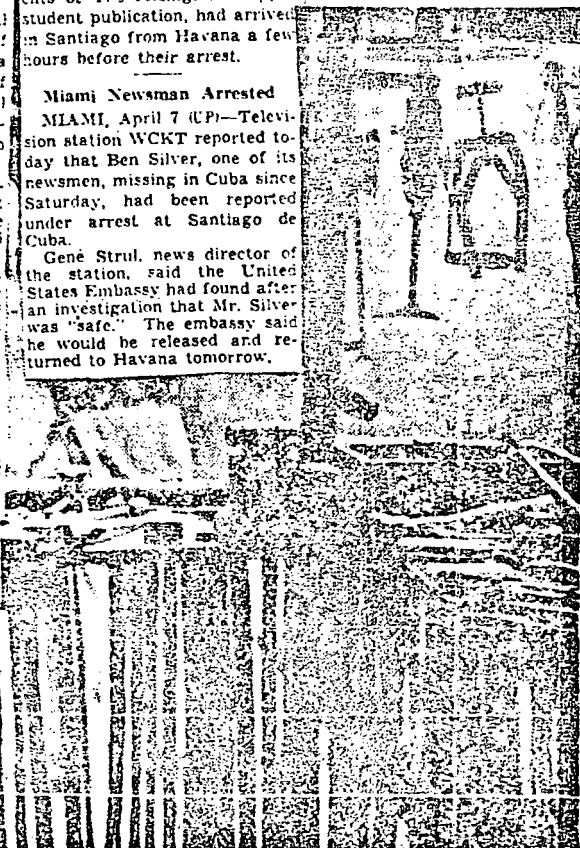 student publication, had arrived
in Santiago from Havana a few
hours before their arrest.
Miami Newsman Arrested
MIAMI, April 7 (UP)—Televi-
sion station WCKT reported to-
day that Ben Silver, one of its
newsmen, missing in Cuba since
Saturday, had been reported
under arrest at Santiago de
Cuba.
Gene Strul, news director of
the station, said the United
States Embassy had found after
an investigation that Mr. Silver
was "safe." The embassy said
he would be released and re-
turned to Havana tomorrow.